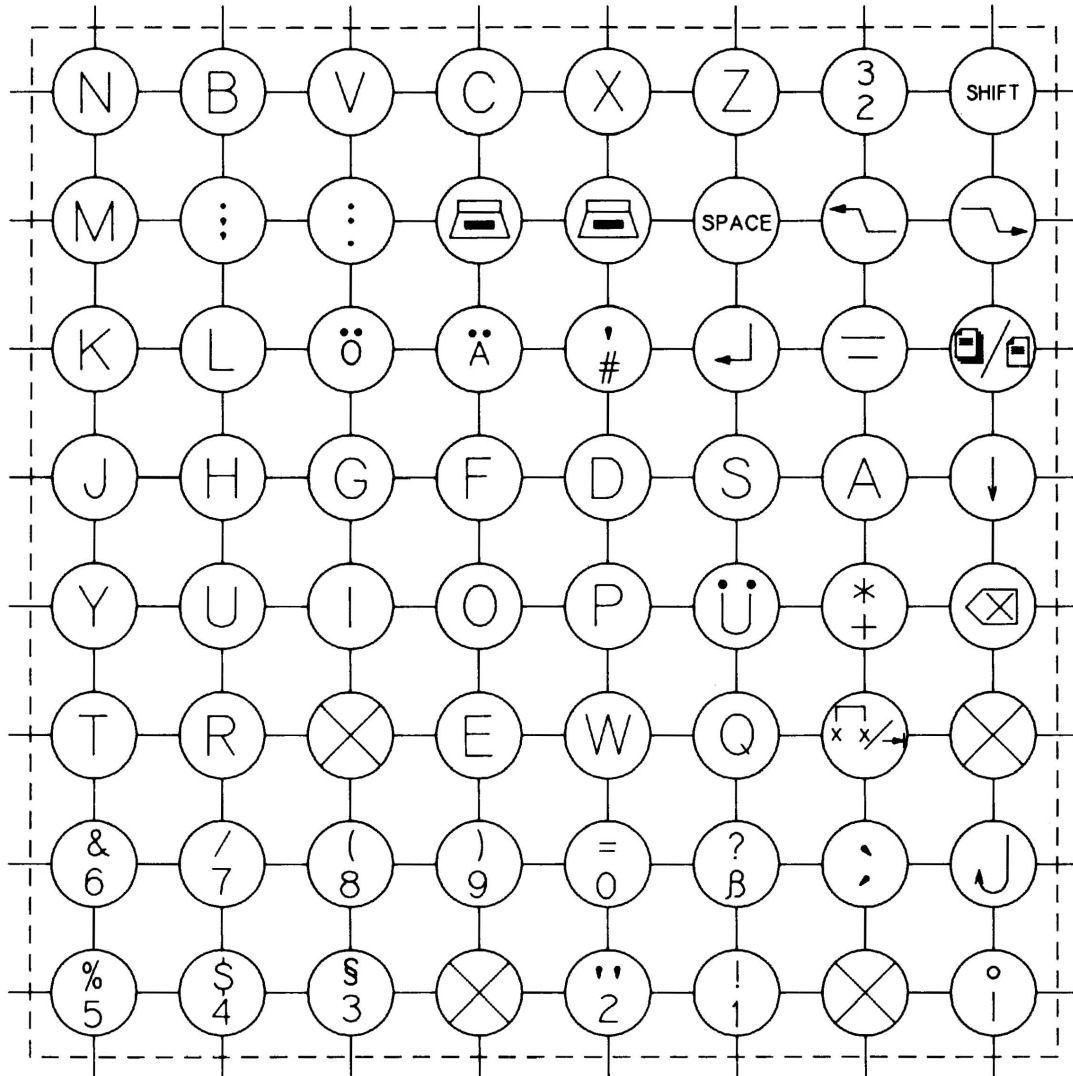 N B V C X Z 3 SHIFT
2
M ; : SPACE
, .
K L Ö Ä ' =
#
J H G F D S A
Y U I O P Ü *
+
T R E W Q x x/
& / ( ) = ? `
6 7 8 9 0 ß ´
% $ § " ! °
5 4 3 2 1 |